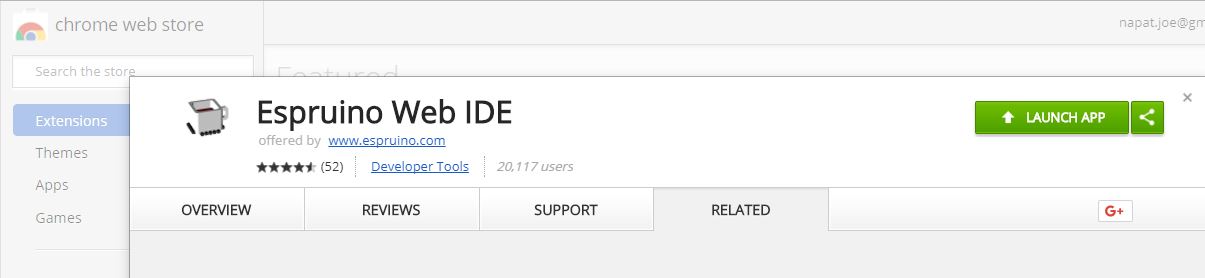 chrome web store
napat.joe@gm
Search the store
Featured
Extensions
Themes
Apps
Games
Espruino Web IDE
offered by www.espruino.com
(52)
Developer Tools
20,117 users
LAUNCH APP
OVERVIEW
REVIEWS
SUPPORT
RELATED
G+